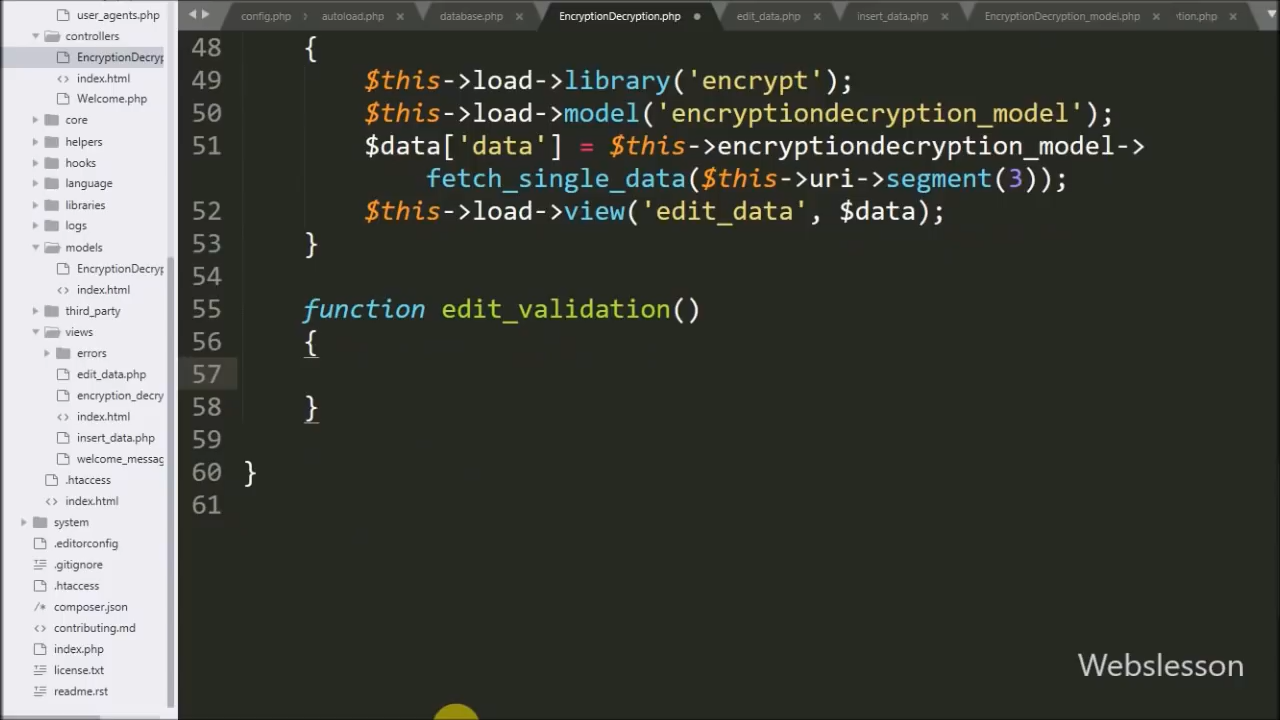 user_agents.php
controllers
EncryptionDecryp
index.html
Welcome.php
core
helpers
hooks
language
libraries
logs
models
EncryptionDecryp
index.html
third_party
views
errors
edit_data.php
encryption_decry
index.html
insert_data.php
welcome_messag
.htaccess
index.html
system
.editorconfig
.gitignore
.htaccess
composer.json
contributing.md
index.php
license.txt
readme.rst
config.php autoload.php database.php EncryptionDecryption.php edit_data.php insert_data.php EncryptionDecryption_model.php tion.php
48 {
49 $this->load->library('encrypt');
50 $this->load->model('encryptiondecryption_model');
51 $data['data'] = $this->encryptiondecryption_model->
fetch_single_data($this->uri->segment(3));
52 $this->load->view('edit_data', $data);
53 }
54
55 function edit_validation()
56 {
57
58 }
59
60 }
61
Webslesson